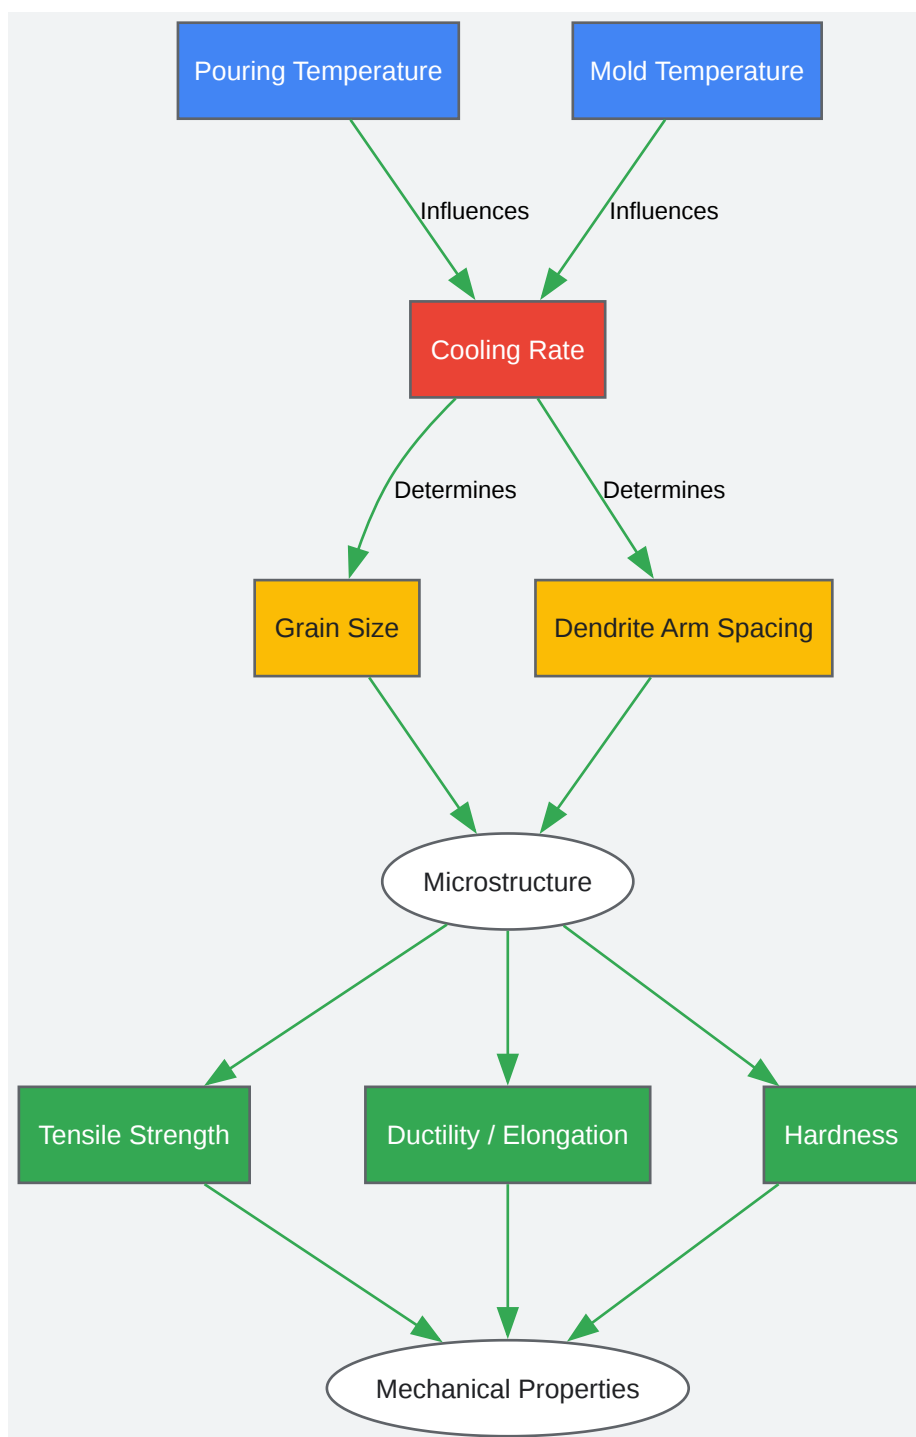 Pouring Temperature
Mold Temperature
Influences
Influences
Cooling Rate
Determines
Determines
Grain Size
Dendrite Arm Spacing
Microstructure
Tensile Strength
Ductility / Elongation
Hardness
Mechanical Properties